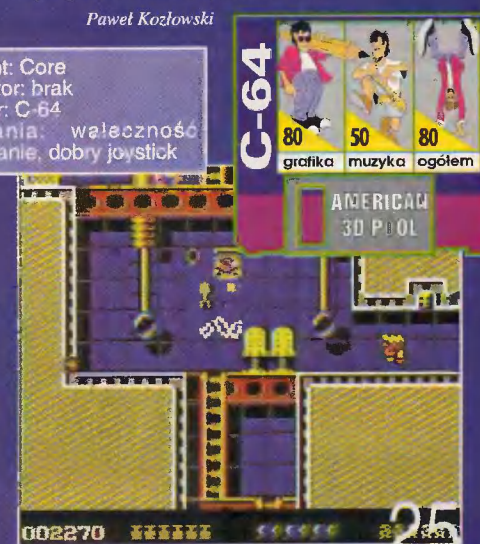 Paweł Kozłowski
t: Core
or: brak
r: C-64
ania: waleczność
anie, dobry joystick
C-64
80
grafika
50
muzyka
80
ogółem
AMERICAN
3D POOL
002270
25